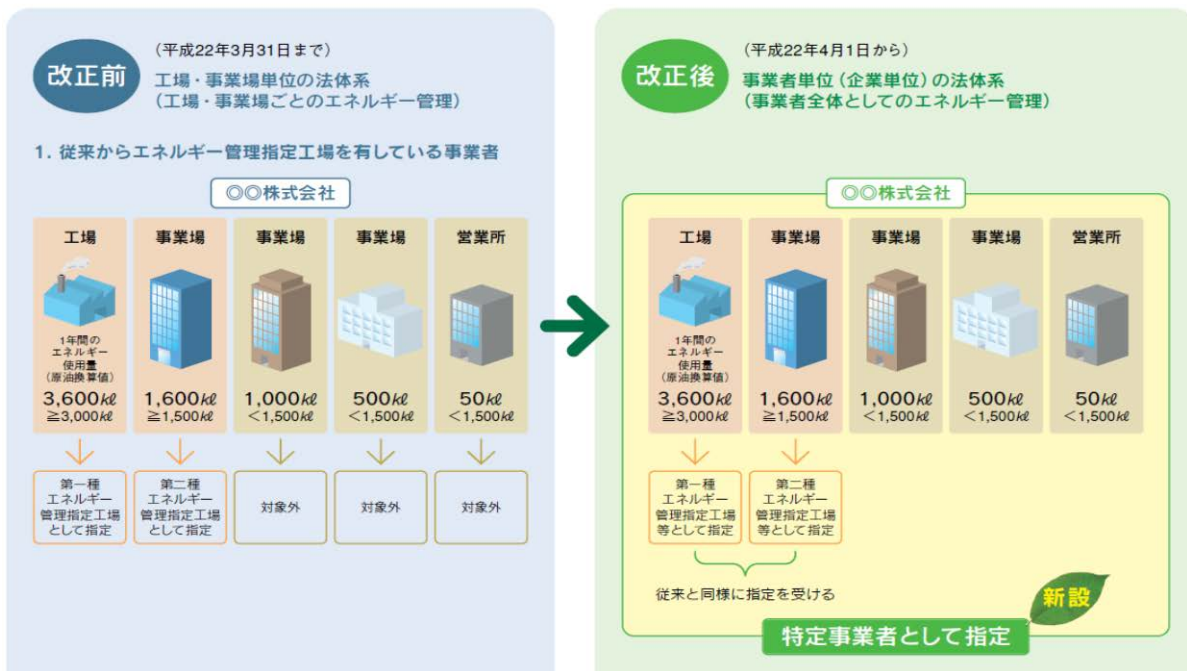 改正前
(平成22年3月31日まで)
工場・事業場単位の法体系
(工場・事業場ごとのエネルギー管理)
1. 従来からエネルギー管理指定工場を有している事業者
◎◎株式会社
工場
1年間の
エネルギー
使用量
(原油換算値)
3,600㎘
≧3,000㎘
第一種
エネルギー
管理指定工場
として指定
事業場
1,600㎘
≧1,500㎘
第二種
エネルギー
管理指定工場
として指定
事業場
1,000㎘
<1,500㎘
対象外
事業場
500㎘
<1,500㎘
対象外
営業所
50㎘
<1,500㎘
対象外
改正後
(平成22年4月1日から)
事業者単位(企業単位)の法体系
(事業者全体としてのエネルギー管理)
◎◎株式会社
工場
1年間の
エネルギー
使用量
(原油換算値)
3,600㎘
≧3,000㎘
第一種
エネルギー
管理指定工場
等として指定
事業場
1,600㎘
≧1,500㎘
第二種
エネルギー
管理指定工場
等として指定
事業場
1,000㎘
<1,500㎘
事業場
500㎘
<1,500㎘
営業所
50㎘
<1,500㎘
従来と同様に指定を受ける
新設
特定事業者として指定